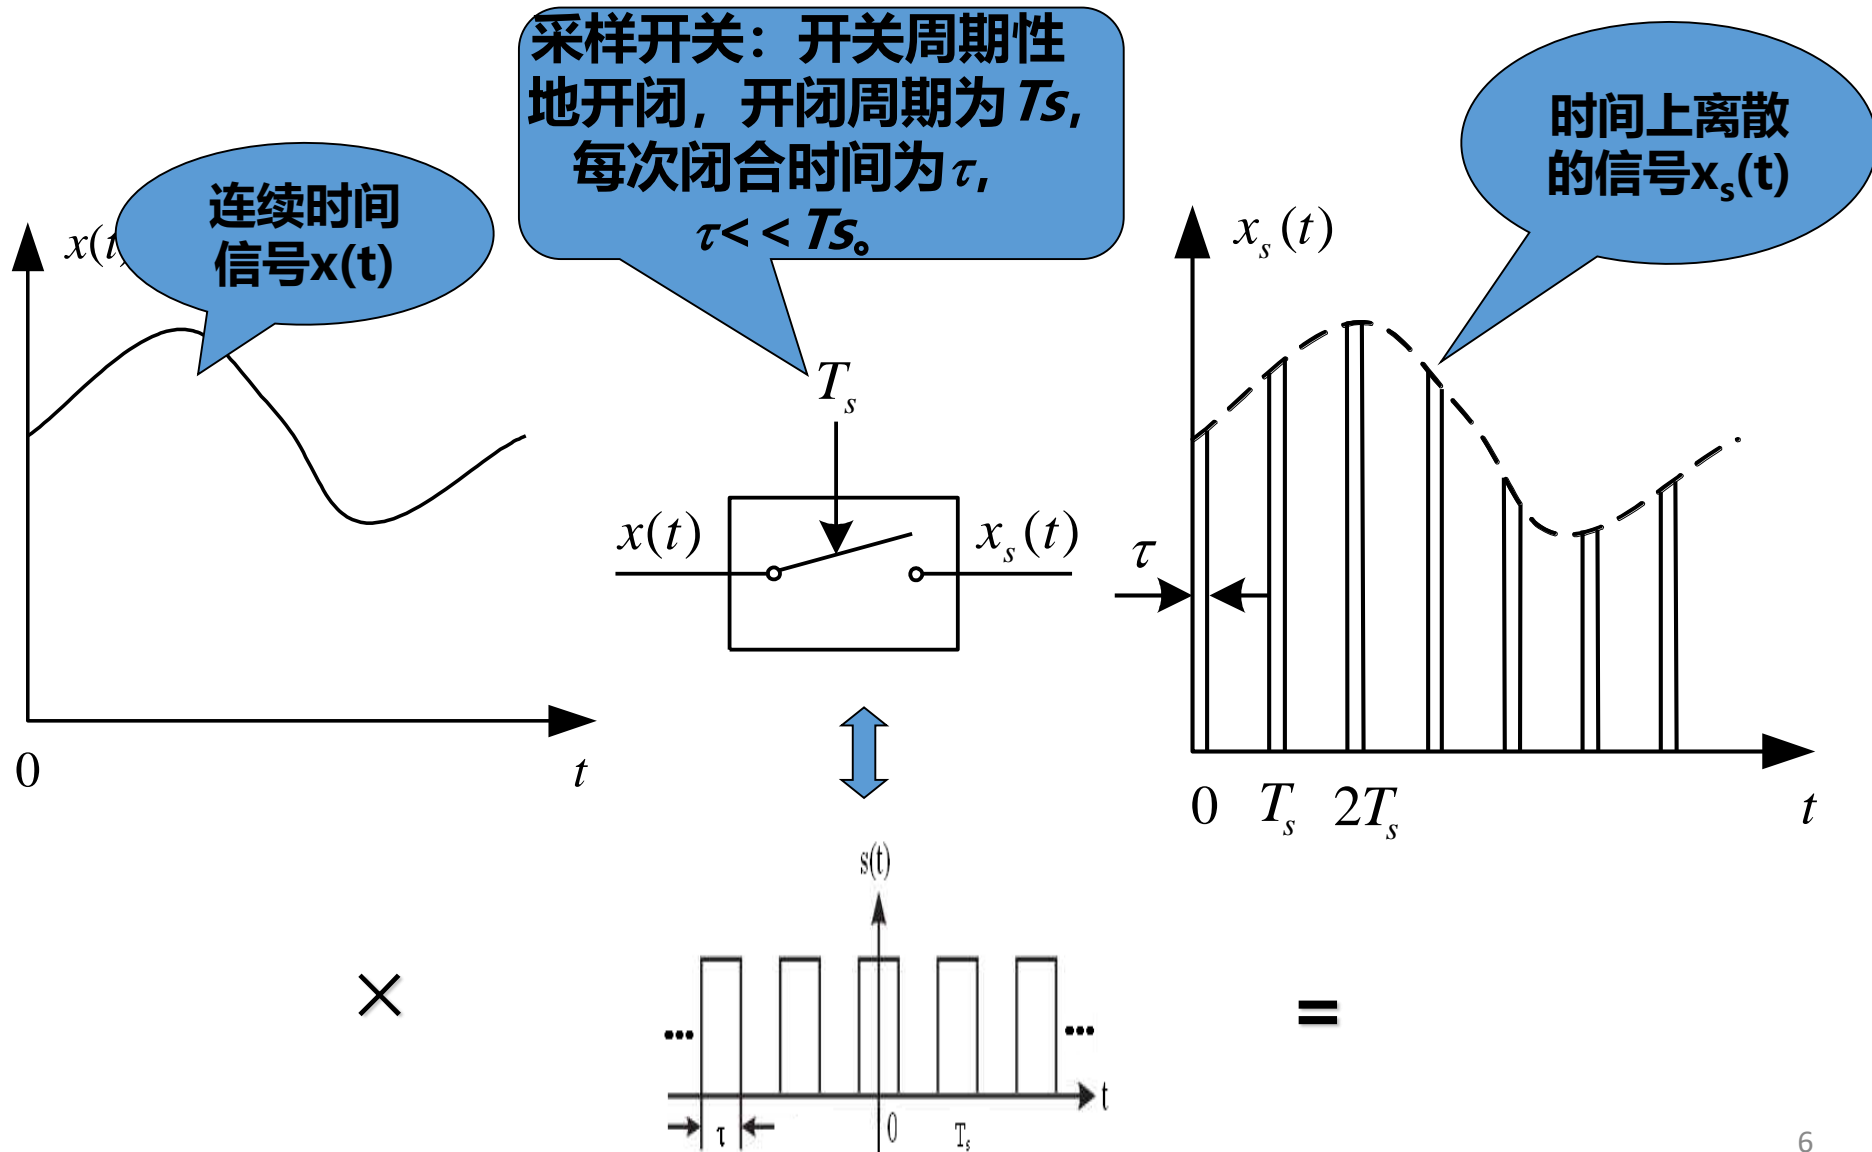 采样开关：开关周期性
地开闭，开闭周期为Ts,
每次闭合时间为τ,
τ<<Ts。
连续时间
信号x(t)
时间上离散
的信号xs(t)
x(t)
xs(t)
Ts
x(t)
xs(t)
τ
0
t
0
Ts
2Ts
t
s(t)
×
=
...
...
t
τ
0
Ts
6